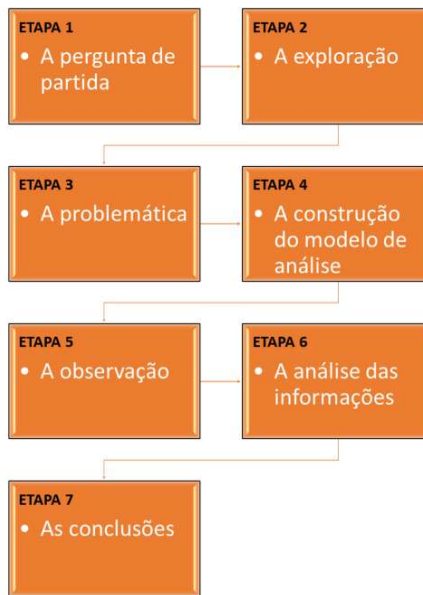 ETAPA 1
• A pergunta de
partida
ETAPA 2
• A exploração
ETAPA 3
• A problemática
ETAPA 4
• A construção
do modelo de
análise
ETAPA 5
• A observação
ETAPA 6
• A análise das
informações
ETAPA 7
• As conclusões